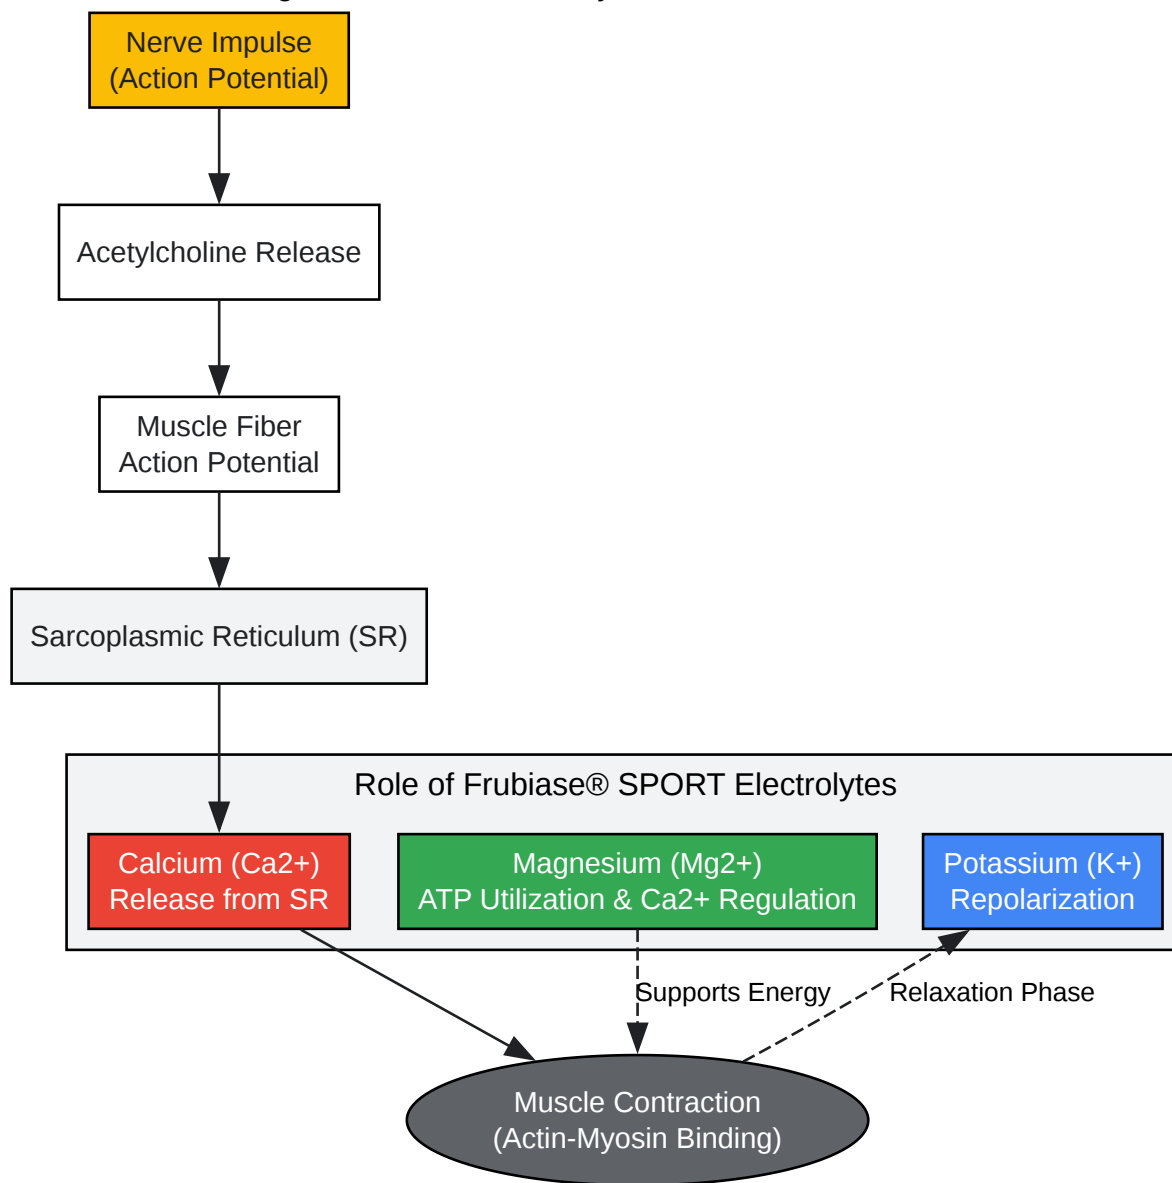 Nerve Impulse
(Action Potential)
Acetylcholine Release
Muscle Fiber
Action Potential
Sarcoplasmic Reticulum (SR)
Role of Frubiase® SPORT Electrolytes
Calcium (Ca2+)
Release from SR
Magnesium (Mg2+)
ATP Utilization & Ca2+ Regulation
Potassium (K+)
Repolarization
Supports Energy
Relaxation Phase
Muscle Contraction
(Actin-Myosin Binding)